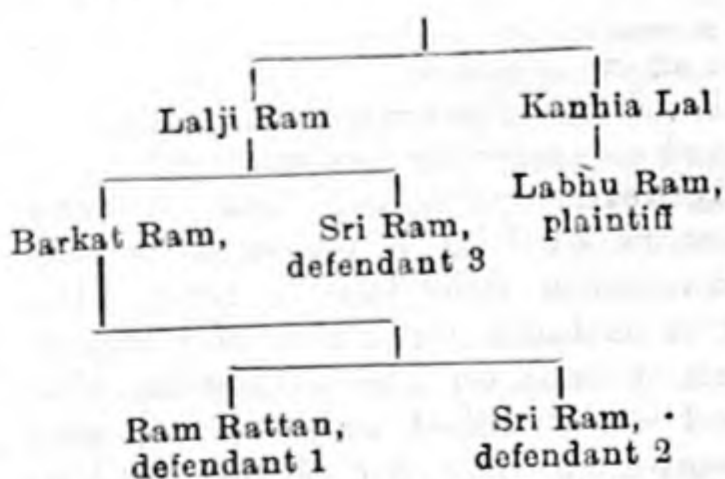 Lalji Ram
Kanhia Lal
Barkat Ram,
Sri Ram,
defendant 3
Labhu Ram,
plaintiff
Ram Rattan,
defendant 1
Sri Ram,
defendant 2